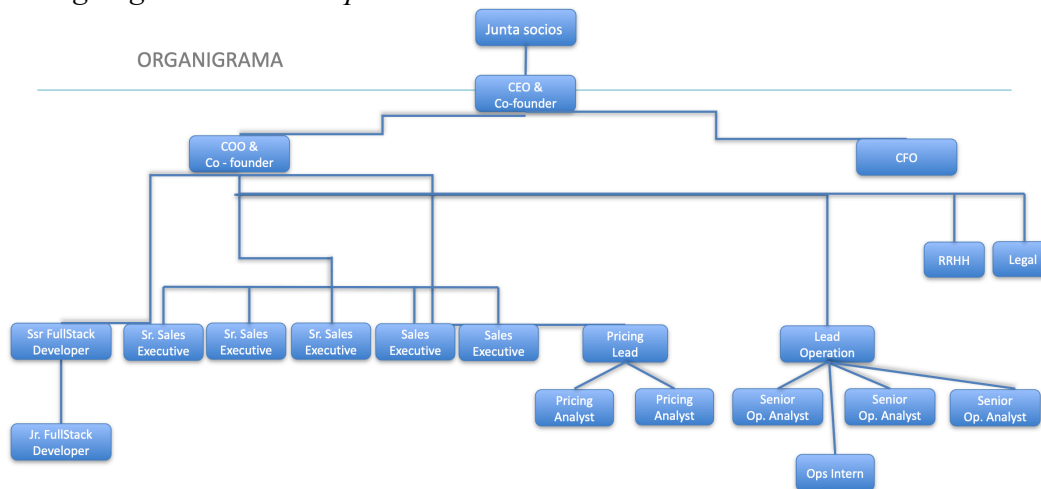 Junta socios
ORGANIGRAMA
CEO &
Co-founder
COO &
Co - founder
CFO
RRHH
Legal
Ssr FullStack
Developer
Sr. Sales
Executive
Sr. Sales
Executive
Sr. Sales
Executive
Sales
Executive
Sales
Executive
Pricing
Lead
Lead
Operation
Pricing
Analyst
Pricing
Analyst
Senior
Op. Analyst
Senior
Op. Analyst
Senior
Op. Analyst
Jr. FullStack
Developer
Ops Intern